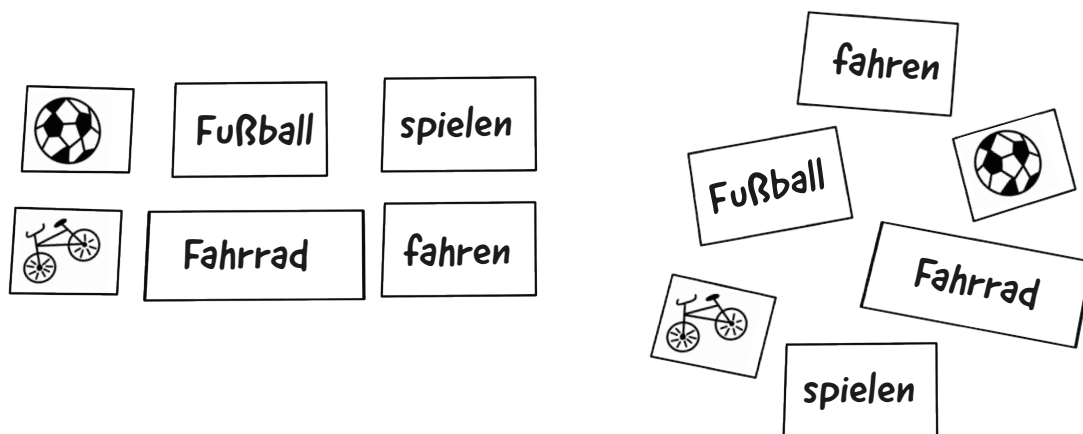 Fußball spielen
Fahrrad fahren
fahren
Fußball
Fahrrad
spielen